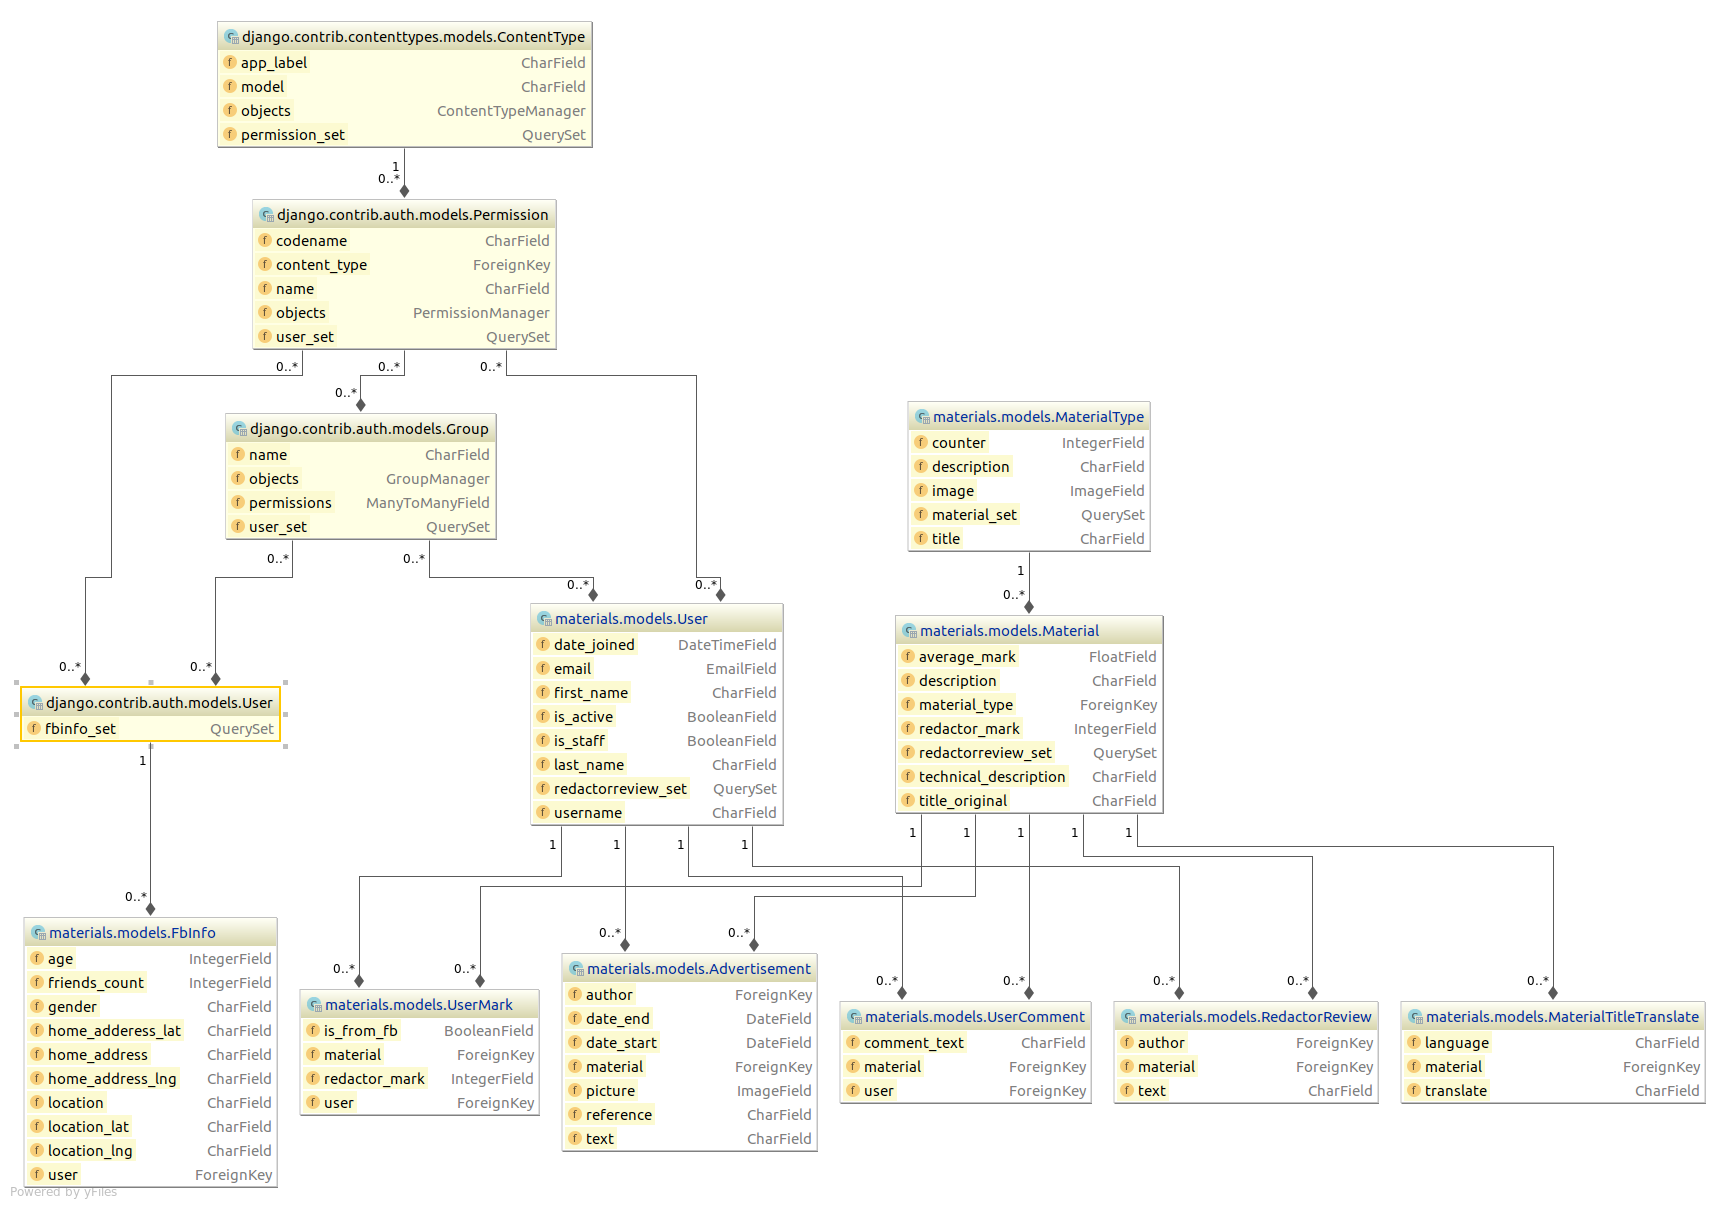 django.contrib.contenttypes.models.ContentType
app_label CharField
model CharField
objects ContentTypeManager
permission_set QuerySet
1
0..*
django.contrib.auth.models.Permission
codename CharField
content_type ForeignKey
name CharField
objects PermissionManager
user_set QuerySet
0..* 0..* 0..*
0..*
django.contrib.auth.models.Group
name CharField
objects GroupManager
permissions ManyToManyField
user_set QuerySet
0..* 0..*
0..* 0..*
materials.models.MaterialType
counter IntegerField
description CharField
image ImageField
material_set QuerySet
title CharField
1
0..*
materials.models.User
date_joined DateTimeField
email EmailField
first_name CharField
is_active BooleanField
is_staff BooleanField
last_name CharField
redactorreview_set QuerySet
username CharField
1 1 1 1
materials.models.Material
average_mark FloatField
description CharField
material_type ForeignKey
redactor_mark IntegerField
redactorreview_set QuerySet
technical_description CharField
title_original CharField
1 1 1 1 1
0..* 0..*
django.contrib.auth.models.User
fbinfo_set QuerySet
1
0..*
materials.models.FbInfo
age IntegerField
friends_count IntegerField
gender CharField
home_adderess_lat CharField
home_address CharField
home_address_lng CharField
location CharField
location_lat CharField
location_lng CharField
user ForeignKey
0..* 0..*
materials.models.UserMark
is_from_fb BooleanField
material ForeignKey
redactor_mark IntegerField
user ForeignKey
0..* 0..*
materials.models.Advertisement
author ForeignKey
date_end DateField
date_start DateField
material ForeignKey
picture ImageField
reference CharField
text CharField
0..* 0..*
materials.models.UserComment
comment_text CharField
material ForeignKey
user ForeignKey
0..* 0..*
materials.models.RedactorReview
author ForeignKey
material ForeignKey
text CharField
0..*
materials.models.MaterialTitleTranslate
language CharField
material ForeignKey
translate CharField
Powered by yFiles